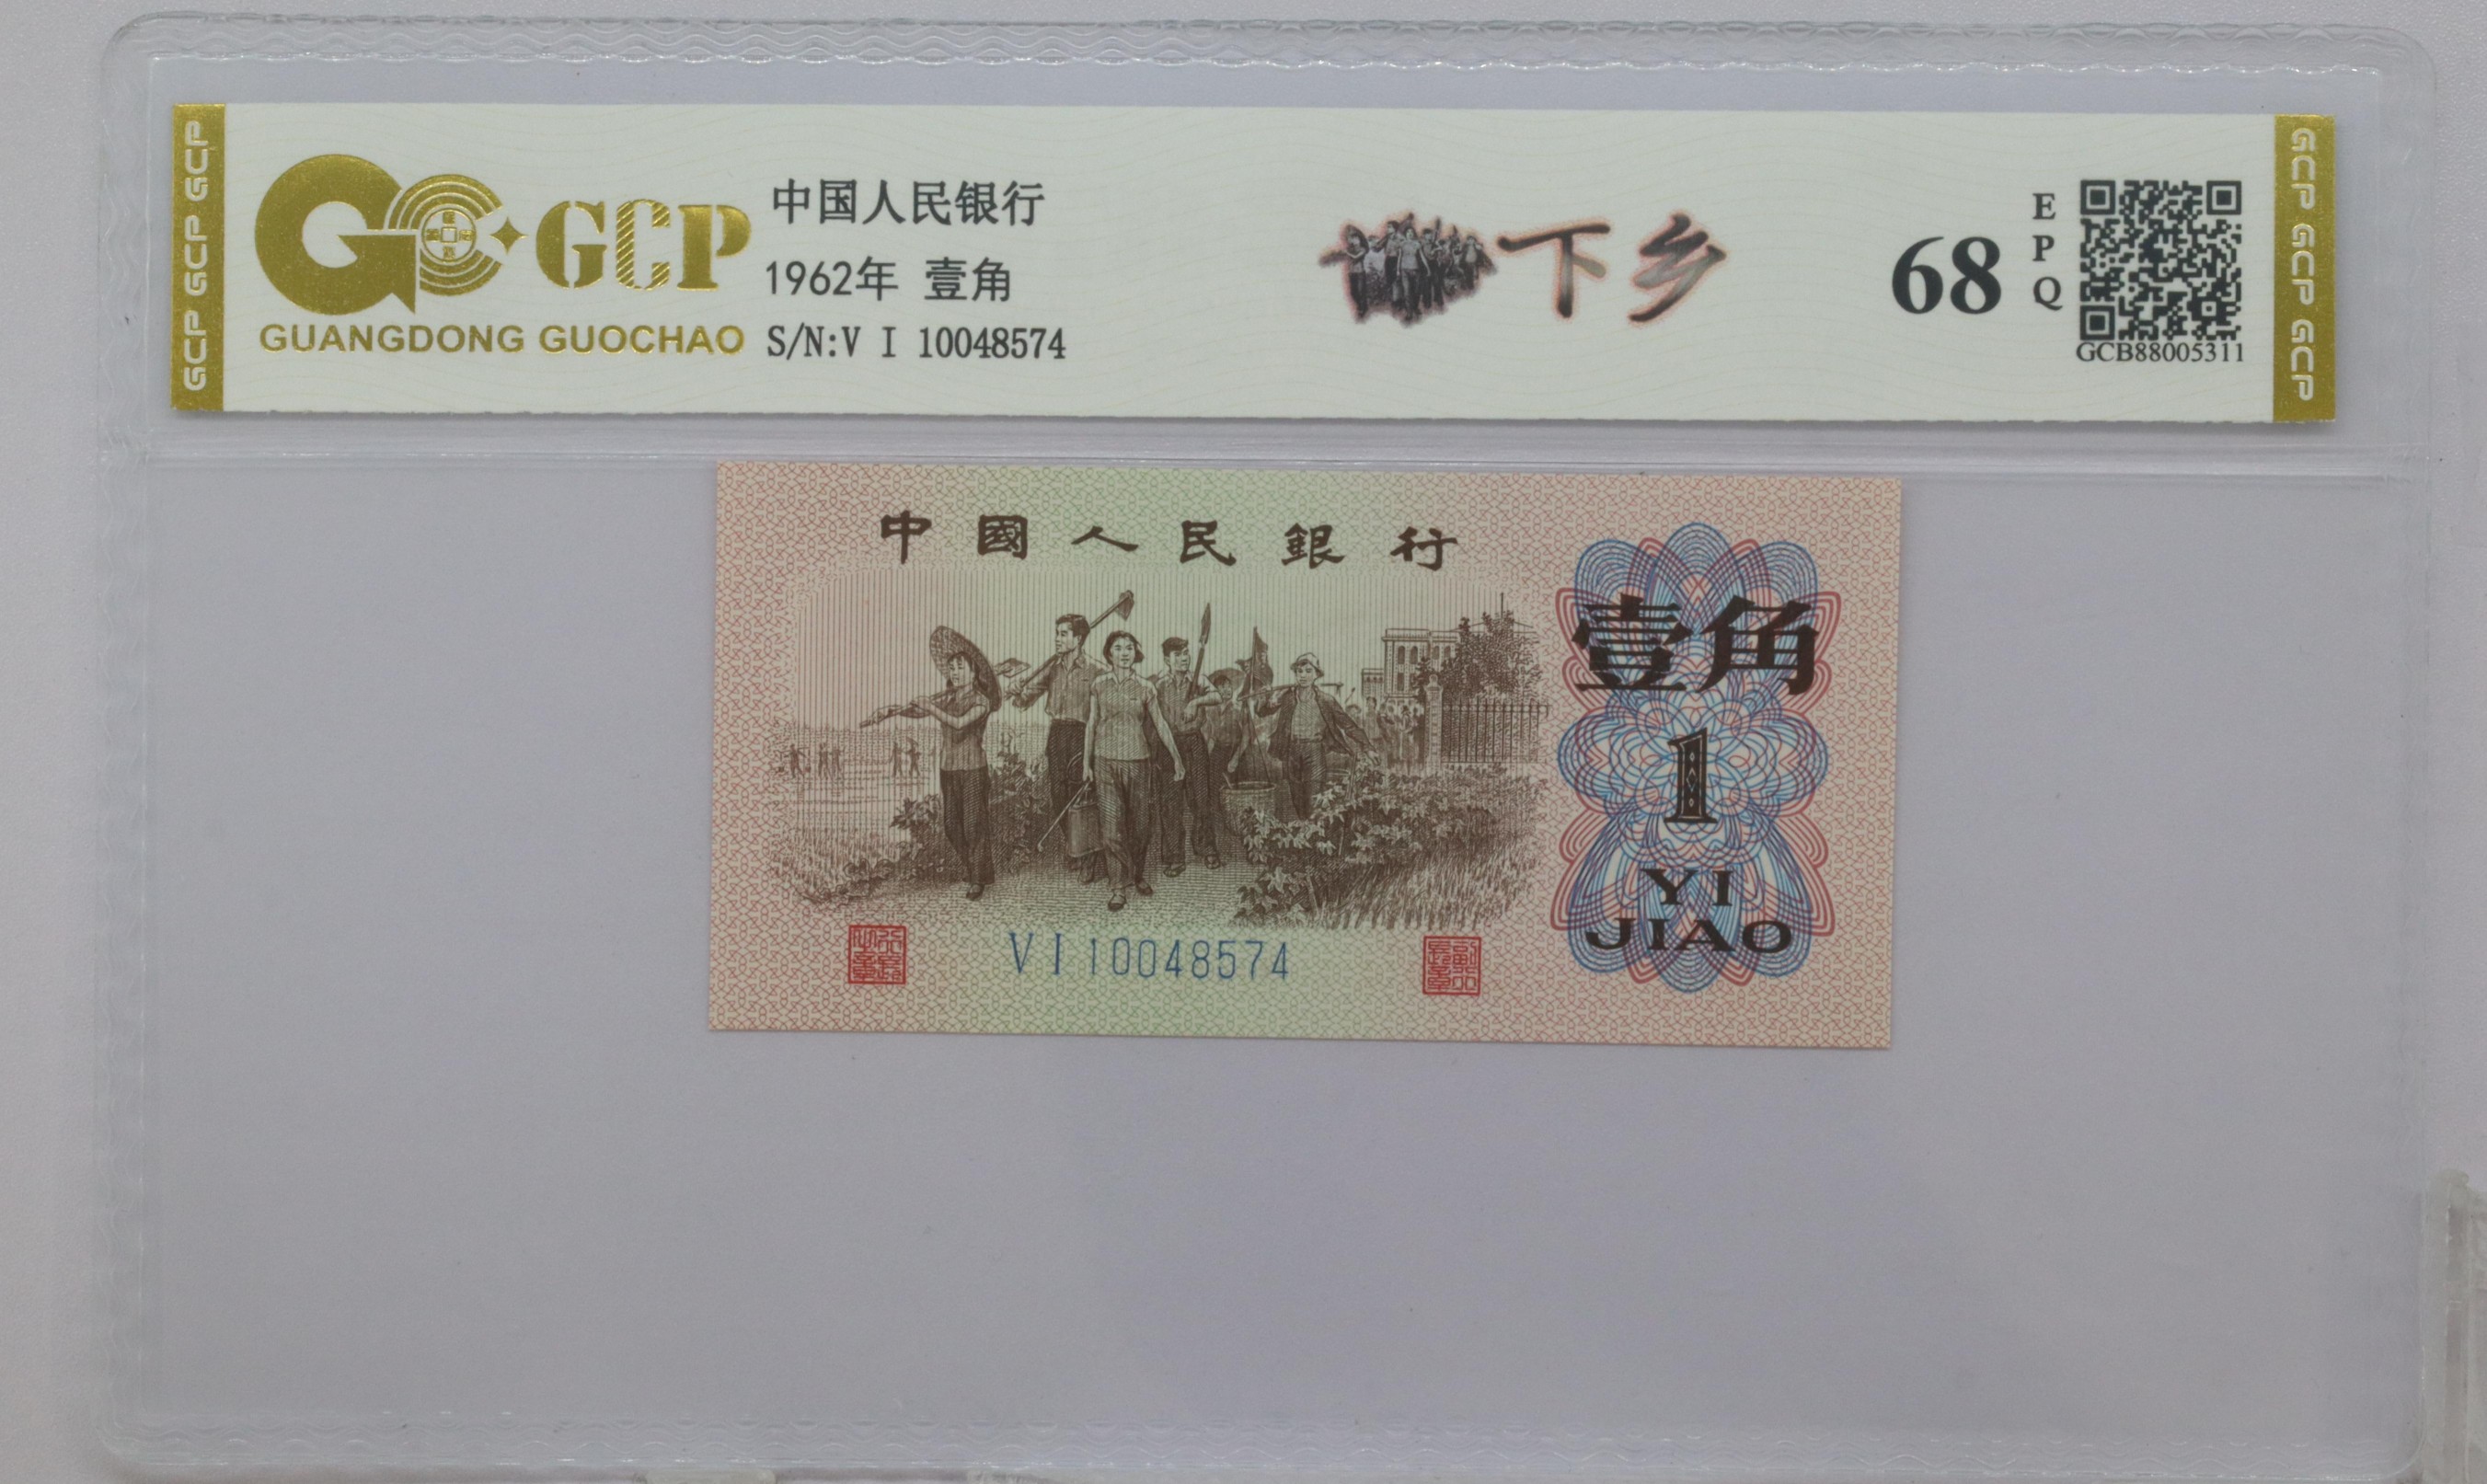 GCP GCP GCP
GCP
GUANGDONG GUOCHAO
中国人民银行
1962年 壹角
S/N:V I 10048574
下乡
68
EPQ
GCB88005311
GCP GCP GCP
中國人民銀行
壹角
1
YI
JIAO
V I 10048574